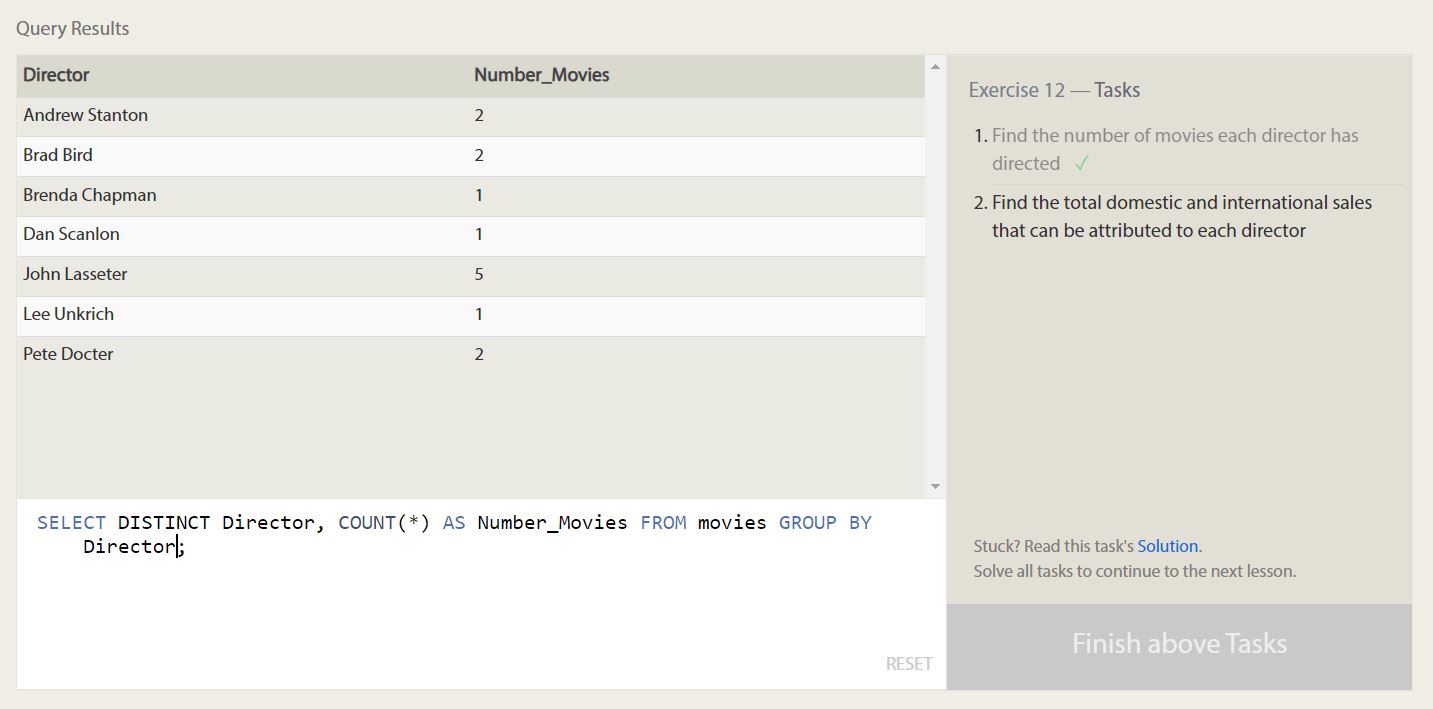 Query Results
Director Number_Movies
Andrew Stanton 2
Brad Bird 2
Brenda Chapman 1
Dan Scanlon 1
John Lasseter 5
Lee Unkrich 1
Pete Docter 2
SELECT DISTINCT Director, COUNT(*) AS Number_Movies FROM movies GROUP BY
Director;
RESET
Exercise 12 — Tasks
1. Find the number of movies each director has
directed ✓
2. Find the total domestic and international sales
that can be attributed to each director
Stuck? Read this task's Solution.
Solve all tasks to continue to the next lesson.
Finish above Tasks